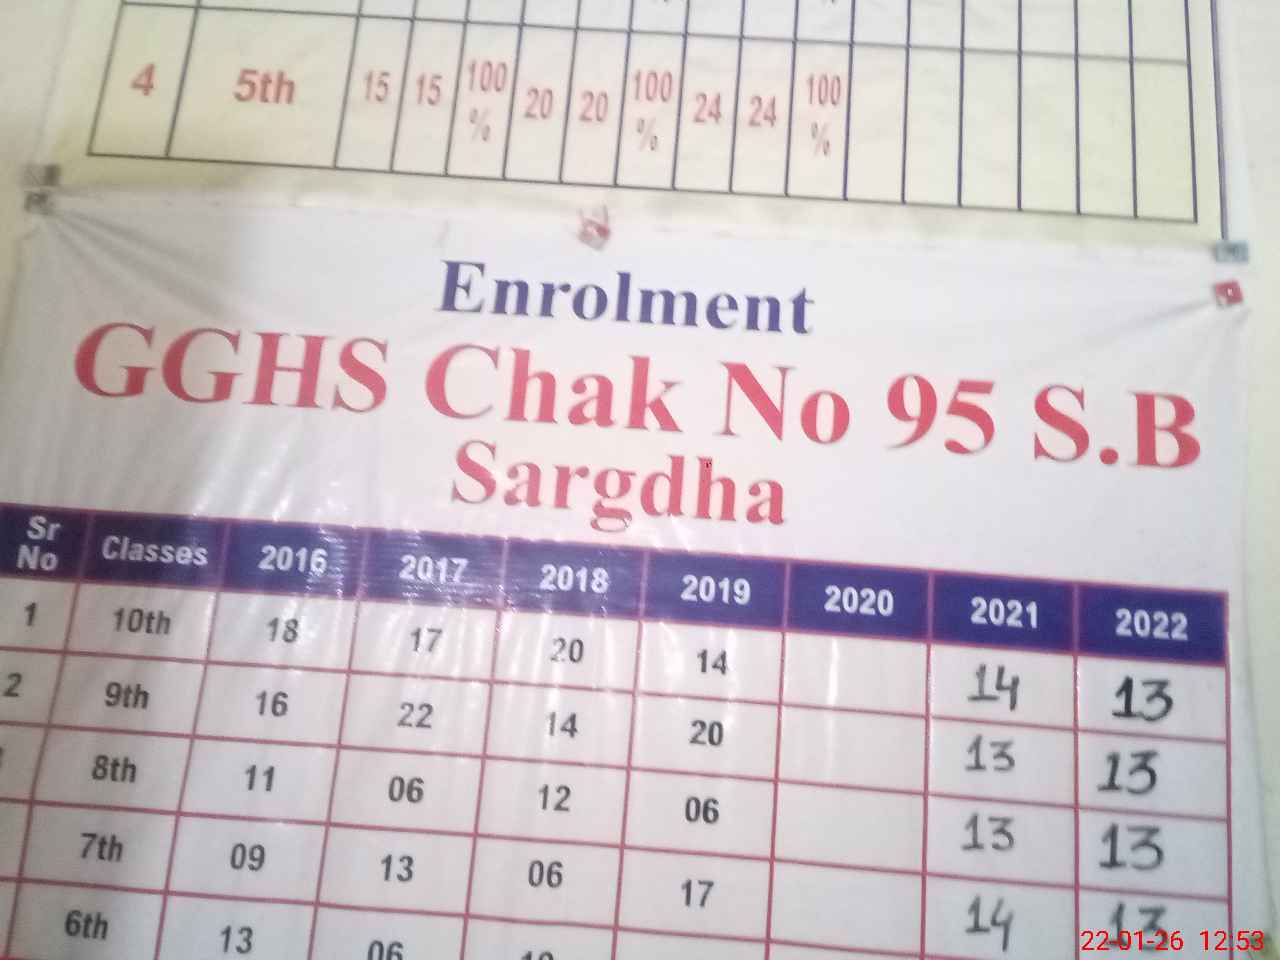 4 5th 15 15 100 % 20 20 100 % 24 24 100 %
Enrolment
GGHS Chak No 95 S.B
Sargdha
Sr No Classes 2016 2017 2018 2019 2020 2021 2022
1 10th 18 17 20 14 14 13
2 9th 16 22 14 20 13 13
8th 11 06 12 06 13 13
7th 09 13 06 17 14 13
6th 13 06
22-01-26 12:53